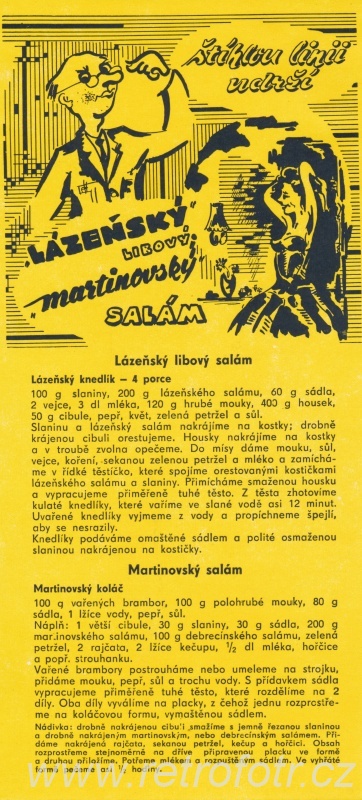 štíhlou linii
udrží
„LÁZEŇSKÝ“
LIBOVÝ
„martinovský“
SALÁM
Lázeňský libový salám
Lázeňský knedlík – 4 porce
100 g slaniny, 200 g lázeňského salámu, 60 g sádla,
2 vejce, 3 dl mléka, 120 g hrubé mouky, 400 g housek,
50 g cibule, pepř, květ, zelená petržel a sůl.
Slaninu a lázeňský salám nakrájíme na kostky; drobně
krájenou cibuli orestujeme. Housky nakrájíme na kostky
a v troubě zvolna opečeme. Do mísy dáme mouku, sůl,
vejce, koření, sekanou zelenou petržel a mléko a zamíchá-
me v řídké těstíčko, které spojíme orestovanými kostičkami
lázeňského salámu a slaniny. Přimícháme smaženou housku
a vypracujeme přiměřeně tuhé těsto. Z těsta zhotovíme
kulaté knedlíky, které vaříme ve slané vodě asi 12 minut.
Uvařené knedlíky vyjmeme z vody a propíchneme špejlí,
aby se nesrazily.
Knedlíky podáváme omaštěné sádlem a polité osmaženou
slaninou nakrájenou na kostičky.
Martinovský salám
Martinovský koláč
100 g vařených brambor, 100 g polohrubé mouky, 80 g
sádla, 1 lžíce vody, pepř, sůl.
Náplň: 1 větší cibule, 30 g slaniny, 30 g sádla, 200 g
mar.inovského salámu, 100 g debrecínského salámu, zelená
petržel, 2 rajčata, 2 lžíce kečupu, 1/2 dl mléka, hořčice
a popř. strouhanku.
Vařené brambory postrouháme nebo umeleme na strojku,
přidáme mouku, pepř, sůl a trochu vody. S přídavkem sádla
vypracujeme přiměřeně tuhé těsto, které rozdělíme na 2
díly. Oba díly vyválíme na placky, z čehož jednu rozprostře-
me na koláčovou formu, vymaštěnou sádlem.
Nádivka: drobně nakrájenou cibuli smažíme s jemně řezanou slaninou
a drobně nakrájeným martinovským, nebo debrecínským salámem. Při-
dáme nakrájená rajčata, sekanou petržel, kečup a hořčici. Obsah
rozprostřeme stejnoměrně na dříve připravenou placku ve formě
a druhou přiložíme. Potřeme mlékem a rozpuštěným sádlem. Ve vyhřáté
formě pečeme asi 1/2 hodiny.
www.retrofotr.cz